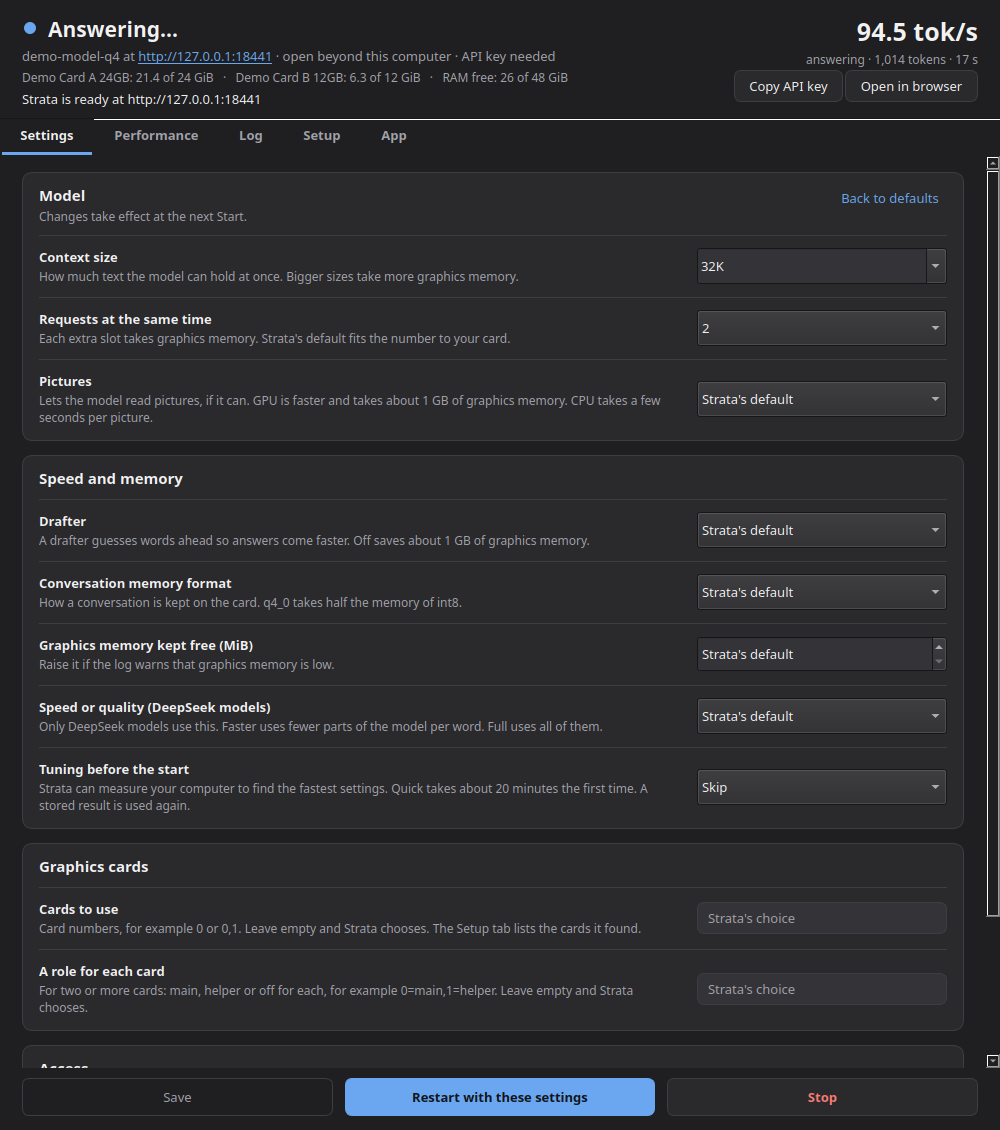 Answering...
94.5 tok/s
demo-model-q4 at http://127.0.0.1:18441 · open beyond this computer · API key needed
answering · 1,014 tokens · 17 s
Demo Card A 24GB: 21.4 of 24 GiB · Demo Card B 12GB: 6.3 of 12 GiB · RAM free: 26 of 48 GiB
Strata is ready at http://127.0.0.1:18441
Copy API key
Open in browser
Settings
Performance
Log
Setup
App
Model
Back to defaults
Changes take effect at the next Start.
Context size
How much text the model can hold at once. Bigger sizes take more graphics memory.
32K
Requests at the same time
Each extra slot takes graphics memory. Strata's default fits the number to your card.
2
Pictures
Lets the model read pictures, if it can. GPU is faster and takes about 1 GB of graphics memory. CPU takes a few
seconds per picture.
Strata's default
Speed and memory
Drafter
A drafter guesses words ahead so answers come faster. Off saves about 1 GB of graphics memory.
Strata's default
Conversation memory format
How a conversation is kept on the card. q4_0 takes half the memory of int8.
Strata's default
Graphics memory kept free (MiB)
Raise it if the log warns that graphics memory is low.
Strata's default
Speed or quality (DeepSeek models)
Only DeepSeek models use this. Faster uses fewer parts of the model per word. Full uses all of them.
Strata's default
Tuning before the start
Strata can measure your computer to find the fastest settings. Quick takes about 20 minutes the first time. A
stored result is used again.
Skip
Graphics cards
Cards to use
Card numbers, for example 0 or 0,1. Leave empty and Strata chooses. The Setup tab lists the cards it found.
Strata's choice
A role for each card
For two or more cards: main, helper or off for each, for example 0=main,1=helper. Leave empty and Strata
chooses.
Strata's choice
Access
Save
Restart with these settings
Stop